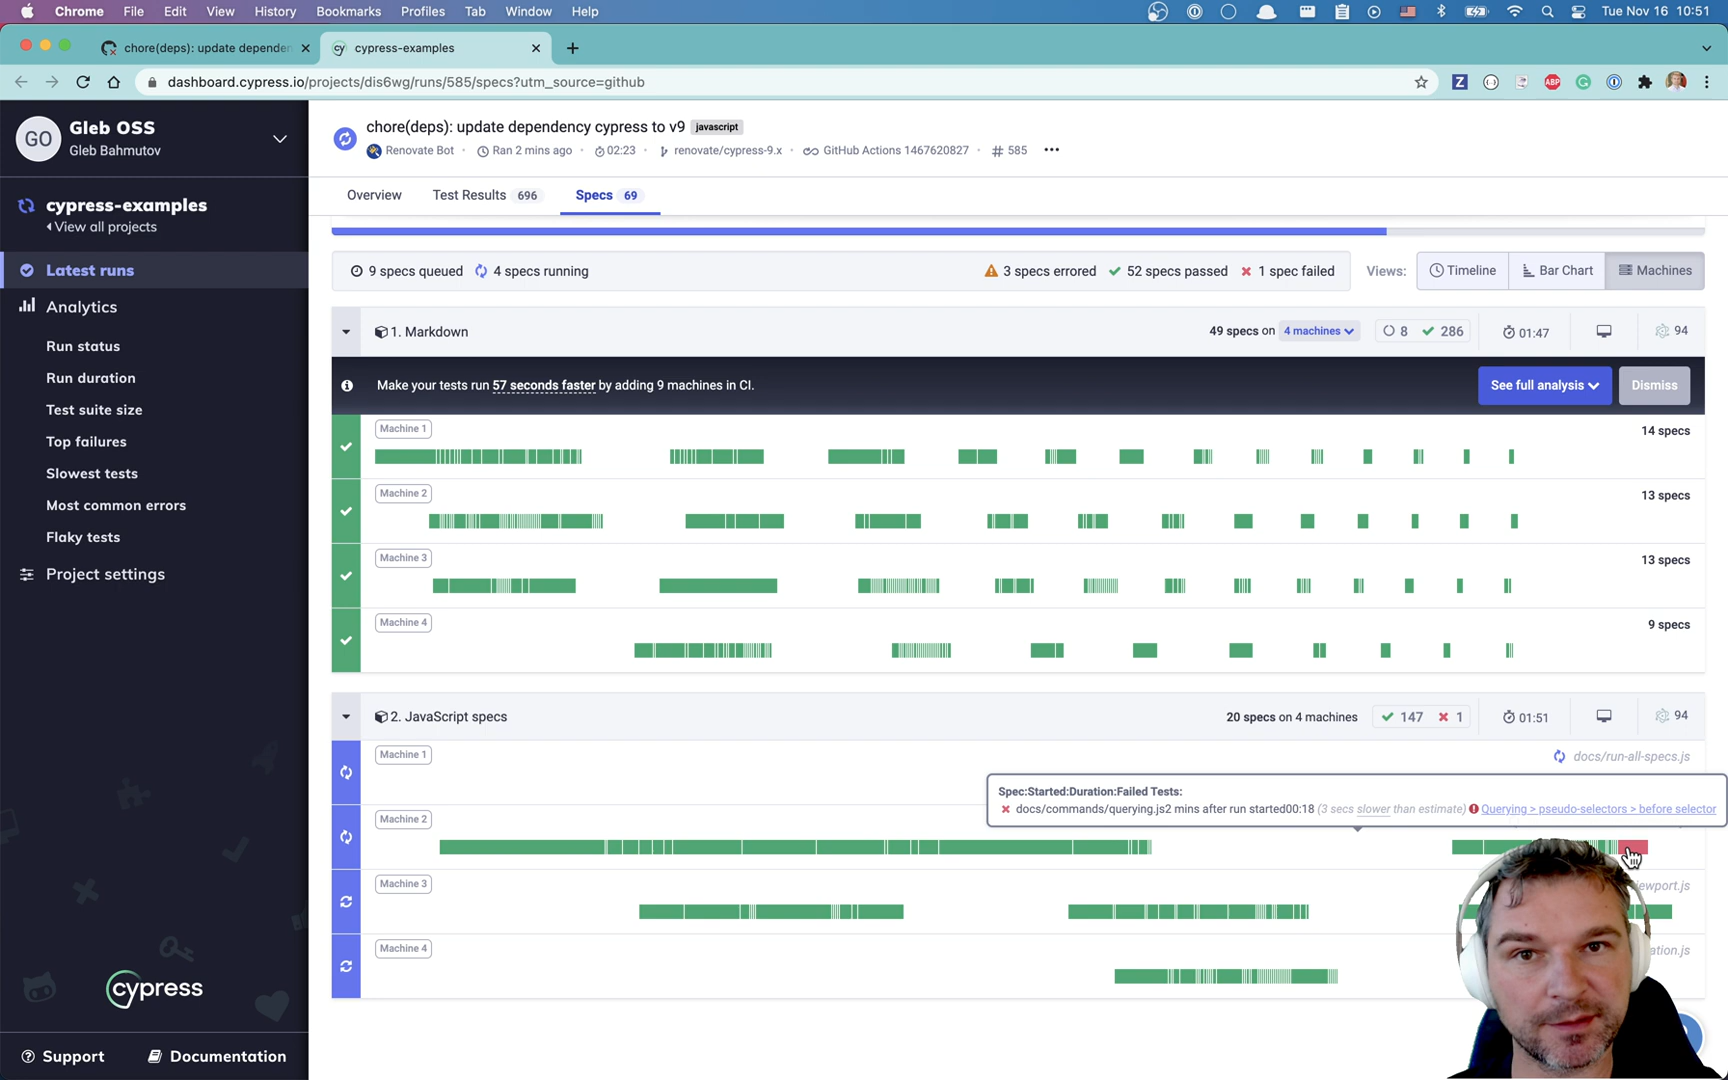 Chrome File Edit View History Bookmarks Profiles Tab Window Help Tue Nov 16 10:51
chore(deps): update depender cypress-examples
dashboard.cypress.io/projects/dis6wg/runs/585/specs?utm_source=github
Z ABP
GO Gleb OSS
Gleb Bahmutov
cypress-examples
View all projects
Latest runs
Analytics
Run status
Run duration
Test suite size
Top failures
Slowest tests
Most common errors
Flaky tests
Project settings
cypress
Support Documentation
chore(deps): update dependency cypress to v9 javascript
Renovate Bot · Ran 2 mins ago · 02:23 · renovate/cypress-9.x · GitHub Actions 1467620827 · # 585
Overview Test Results 696 Specs 69
9 specs queued 4 specs running 3 specs errored 52 specs passed 1 spec failed Views: Timeline Bar Chart Machines
1. Markdown 49 specs on 4 machines 8 286 01:47 94
Make your tests run 57 seconds faster by adding 9 machines in CI. See full analysis Dismiss
Machine 1 14 specs
Machine 2 13 specs
Machine 3 13 specs
Machine 4 9 specs
2. JavaScript specs 20 specs on 4 machines 147 1 01:51 94
Machine 1 docs/run-all-specs.js
Spec:Started:Duration:Failed Tests:
docs/commands/querying.js2 mins after run started00:18 (3 secs slower than estimate) Querying > pseudo-selectors > before selector
Machine 2
Machine 3 ewport.js
Machine 4 ation.js